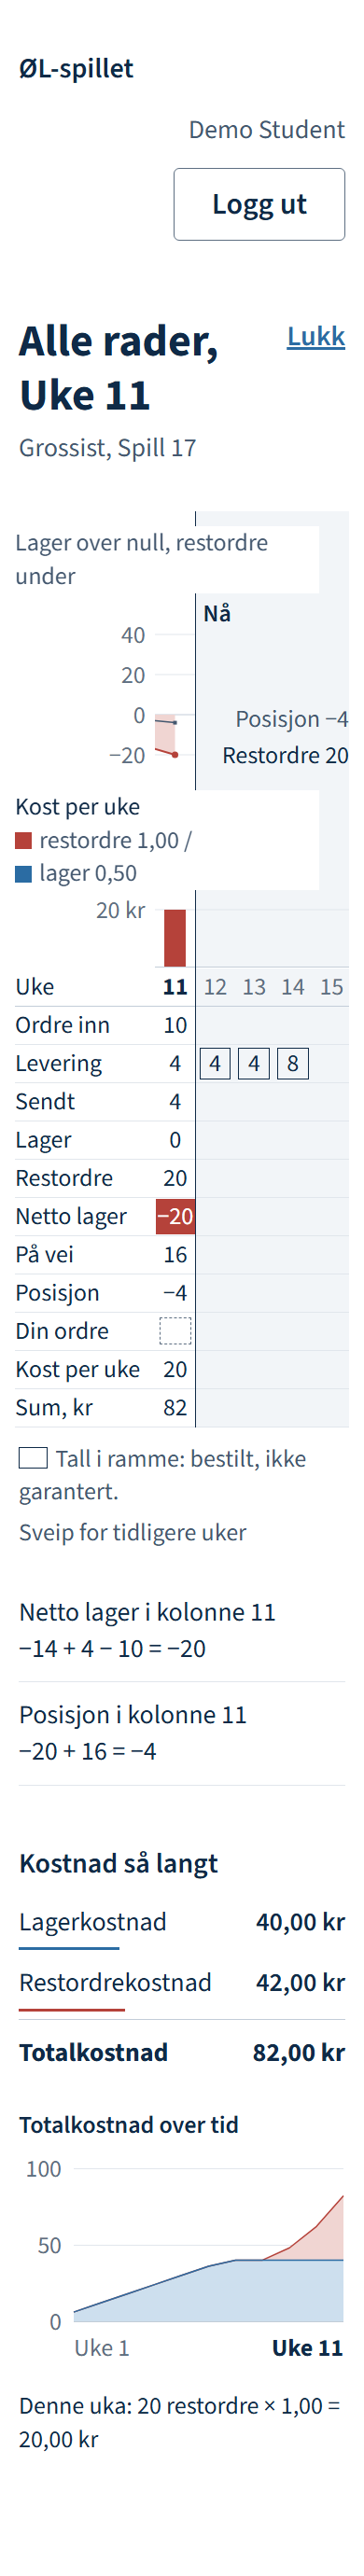 ØL-spillet
Demo Student
Logg ut
Alle rader,
Uke 11
Lukk
Grossist, Spill 17
Lager over null, restordre
under
Nå
40
20
0
−20
Posisjon −4
Restordre 20
Kost per uke
restordre 1,00 /
lager 0,50
20 kr
Uke 11 12 13 14 15
Ordre inn 10
Levering 4 4 4 8
Sendt 4
Lager 0
Restordre 20
Netto lager −20
På vei 16
Posisjon −4
Din ordre
Kost per uke 20
Sum, kr 82
Tall i ramme: bestilt, ikke
garantert.
Sveip for tidligere uker
Netto lager i kolonne 11
−14 + 4 − 10 = −20
Posisjon i kolonne 11
−20 + 16 = −4
Kostnad så langt
Lagerkostnad 40,00 kr
Restordrekostnad 42,00 kr
Totalkostnad 82,00 kr
Totalkostnad over tid
100
50
0
Uke 1 Uke 11
Denne uka: 20 restordre × 1,00 =
20,00 kr